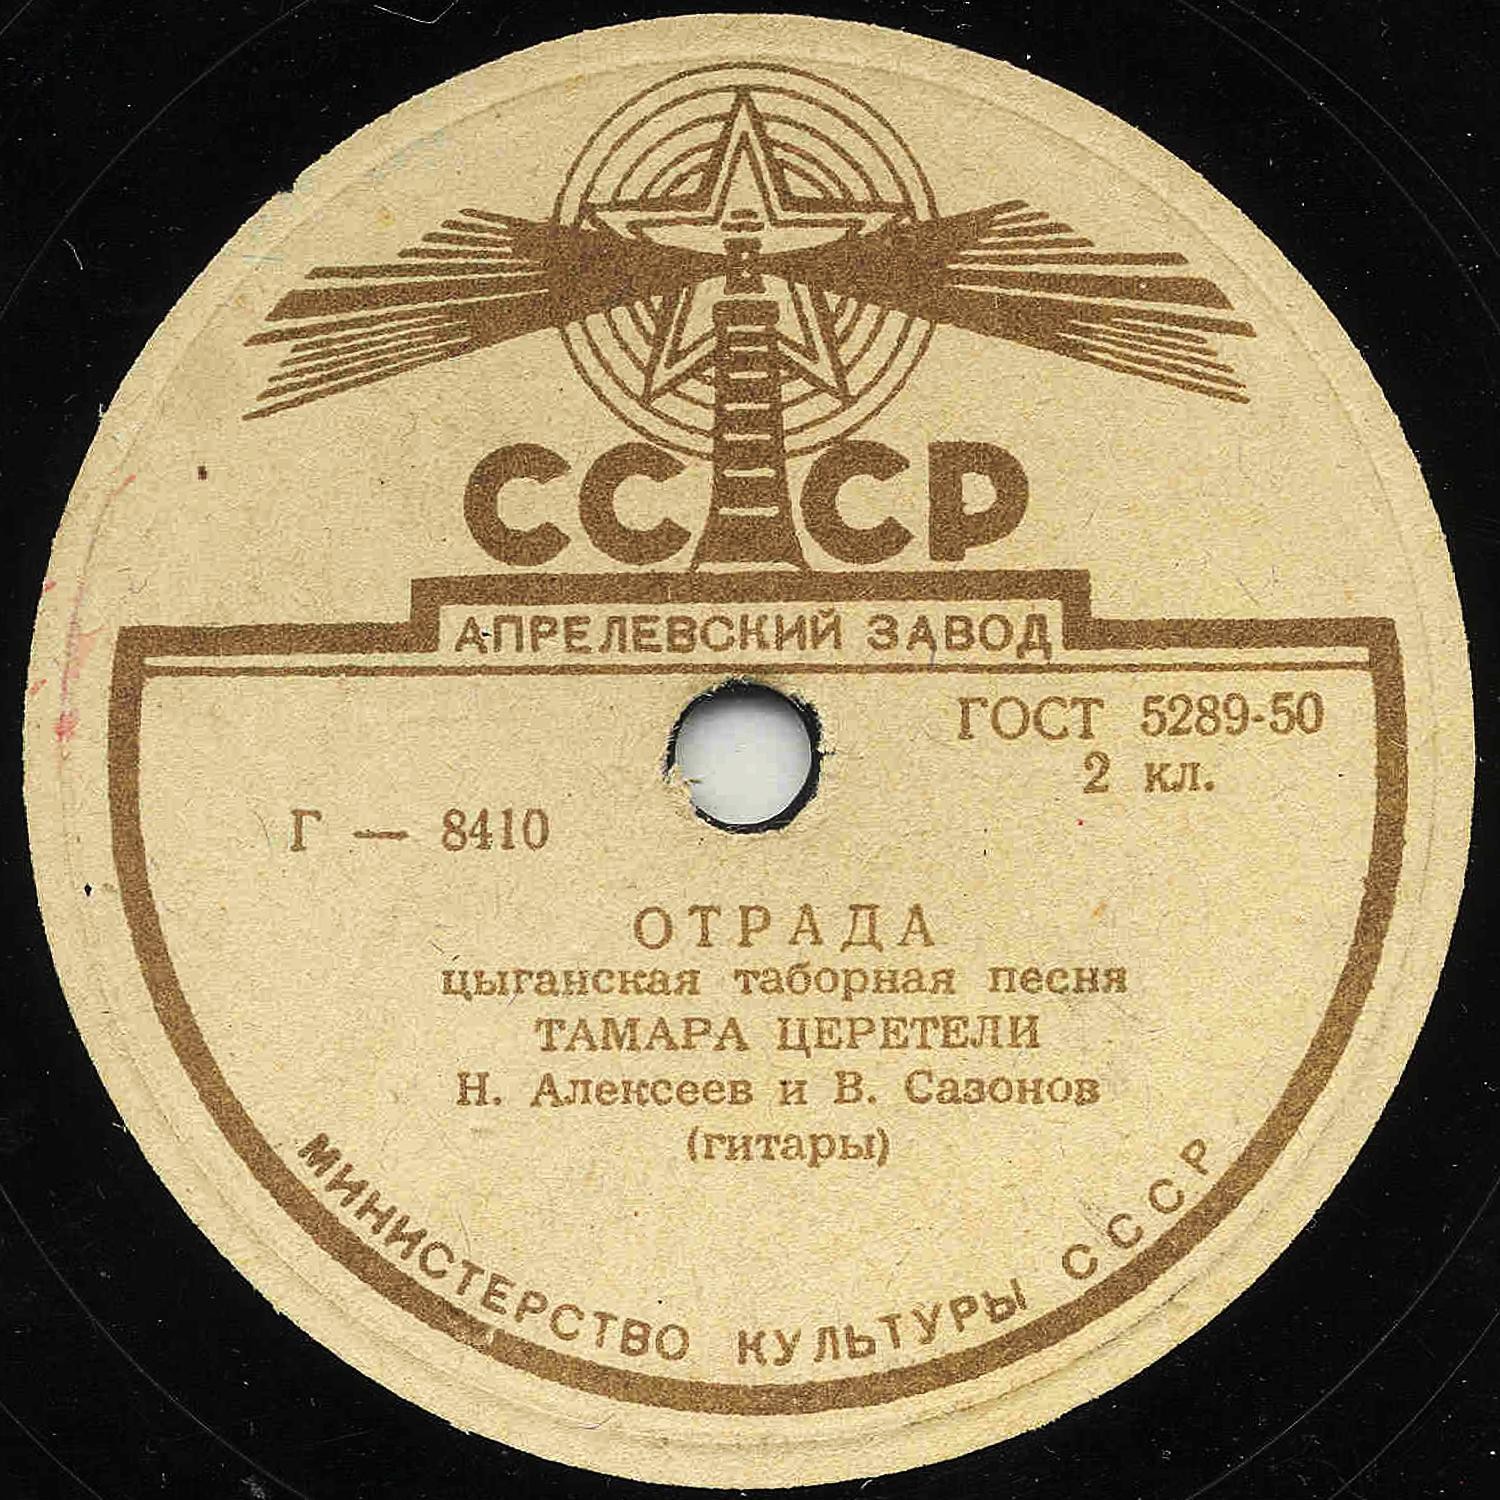 СССР
АПРЕЛЕВСКИЙ ЗАВОД
ГОСТ 5289-50
2 кл.
Г — 8410
ОТРАДА
цыганская таборная песня
ТАМАРА ЦЕРЕТЕЛИ
Н. Алексеев и В. Сазонов
(гитары)
МИНИСТЕРСТВО КУЛЬТУРЫ СССР